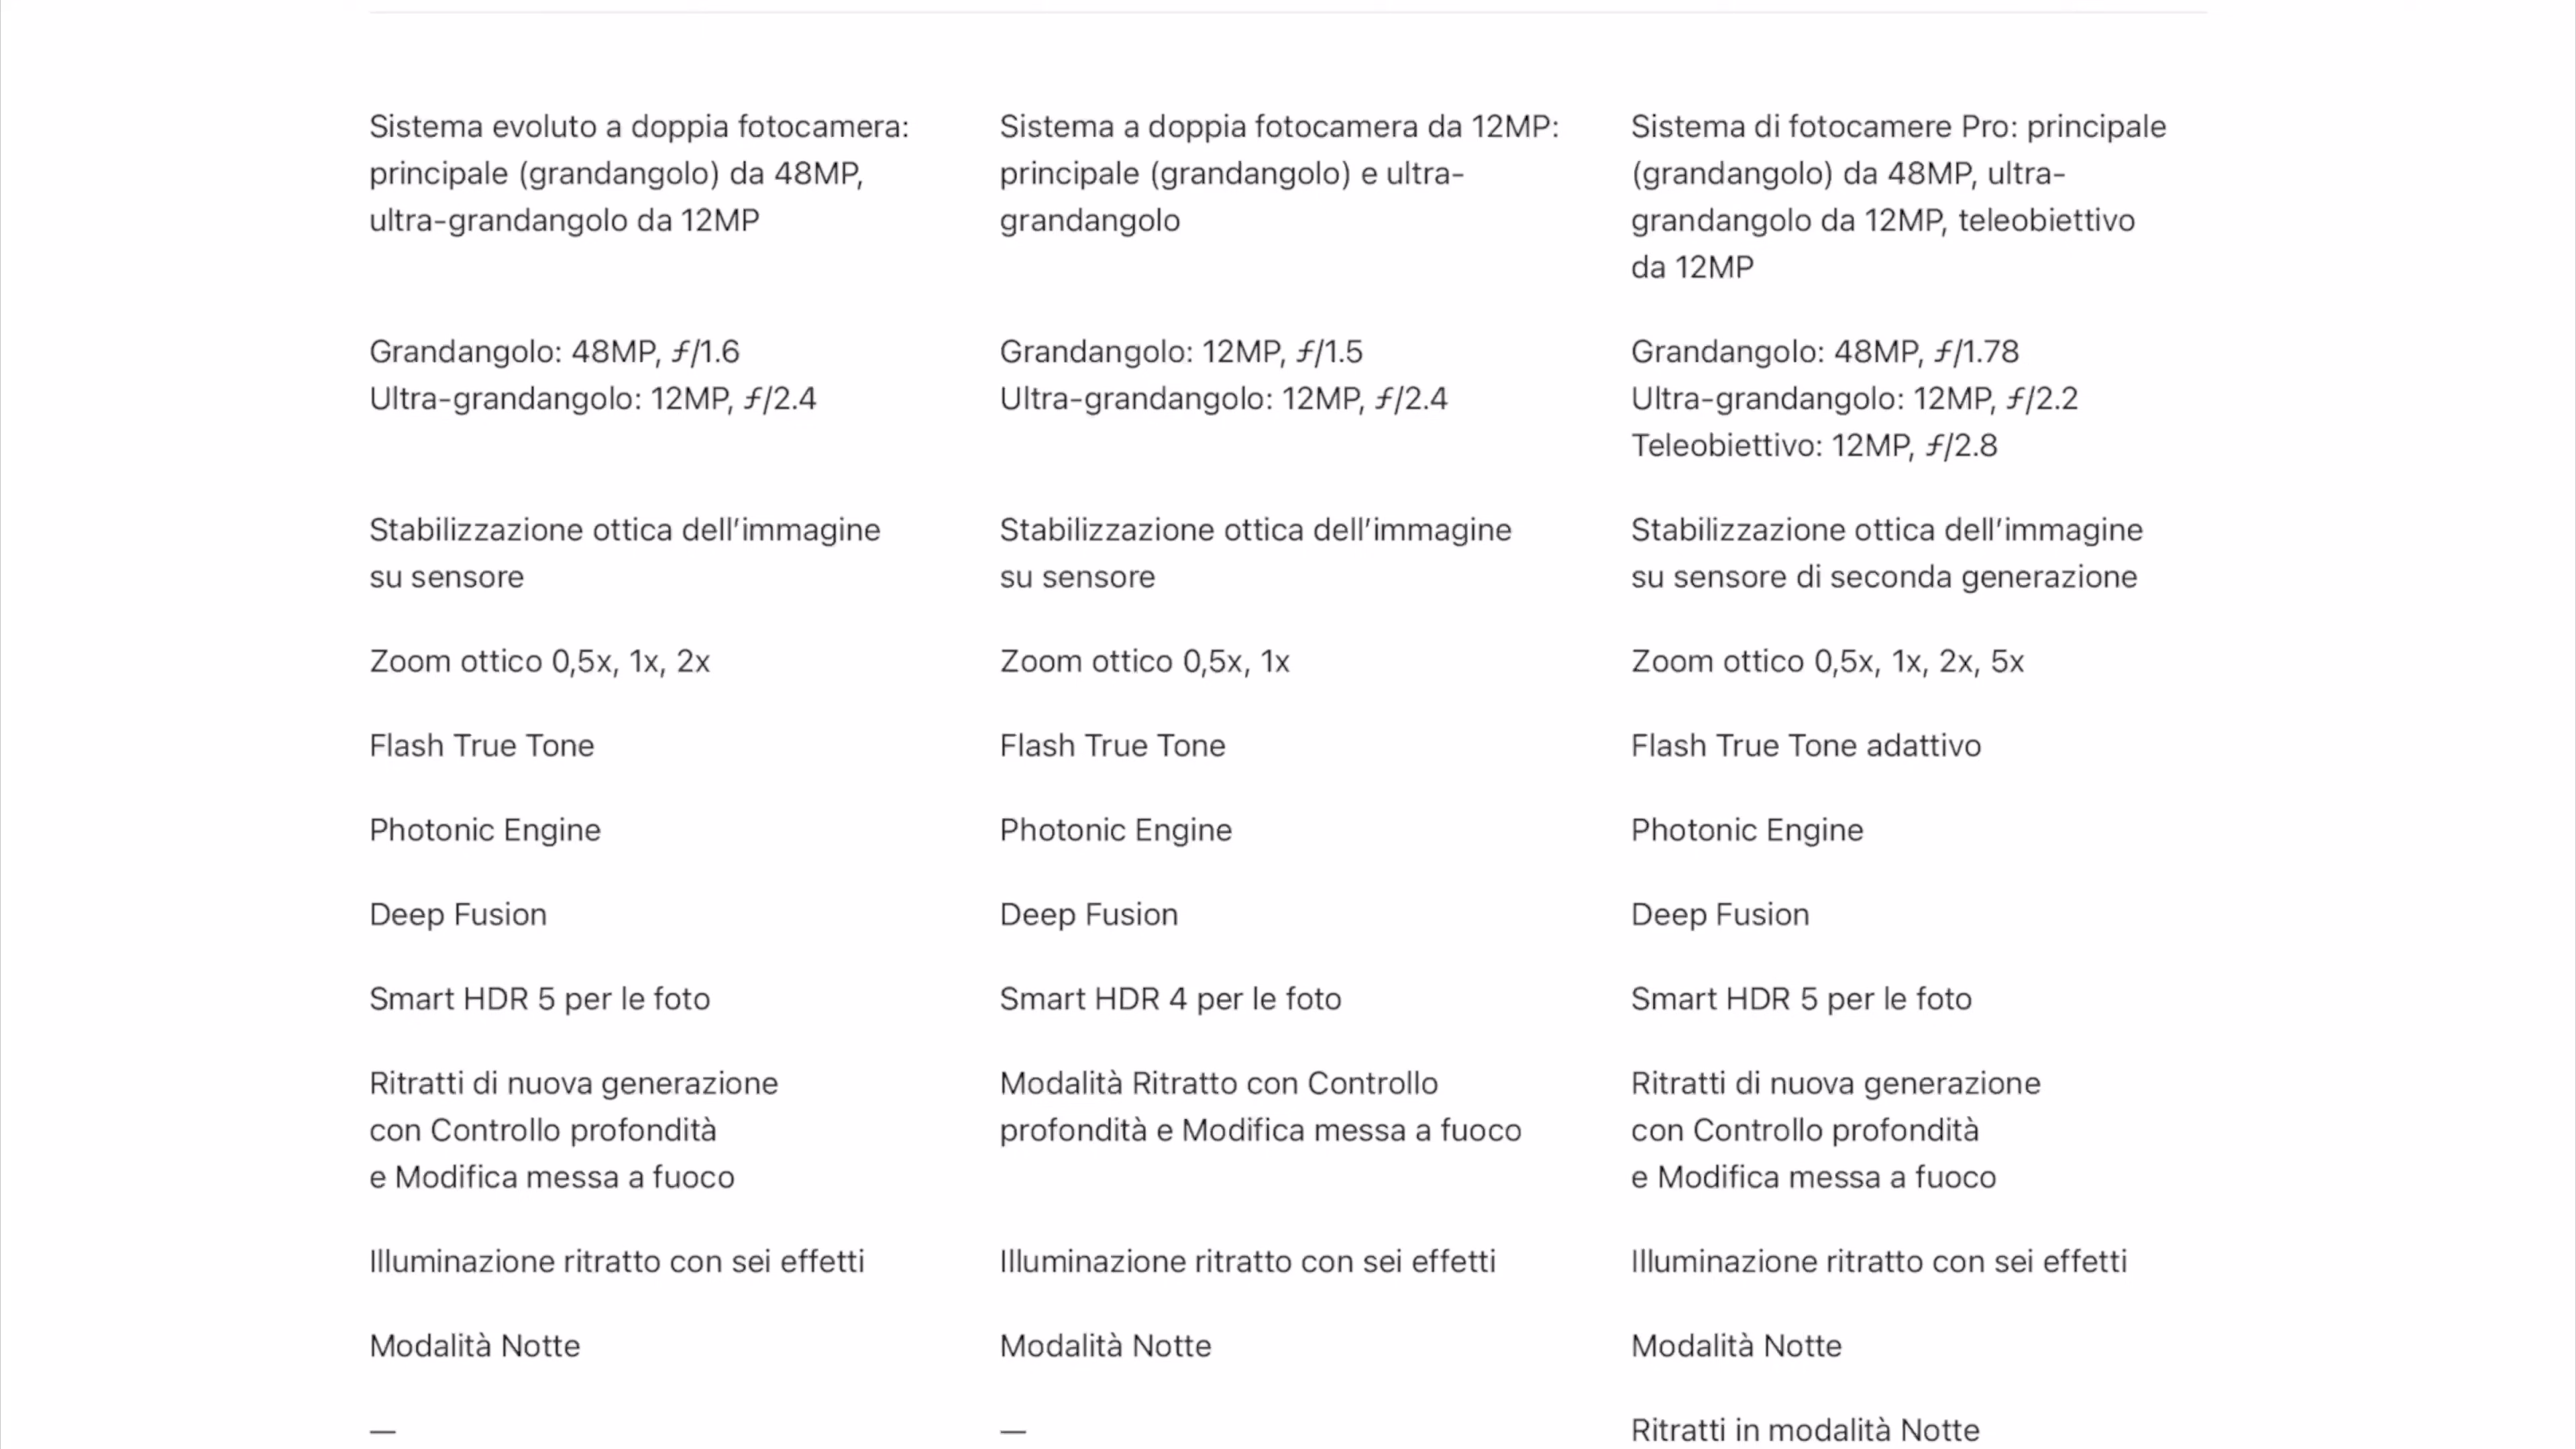 Sistema evoluto a doppia fotocamera:
principale (grandangolo) da 48MP,
ultra-grandangolo da 12MP
Sistema a doppia fotocamera da 12MP:
principale (grandangolo) e ultra-
grandangolo
Sistema di fotocamere Pro: principale
(grandangolo) da 48MP, ultra-
grandangolo da 12MP, teleobiettivo
da 12MP
Grandangolo: 48MP, ƒ/1.6
Ultra-grandangolo: 12MP, ƒ/2.4
Grandangolo: 12MP, ƒ/1.5
Ultra-grandangolo: 12MP, ƒ/2.4
Grandangolo: 48MP, ƒ/1.78
Ultra-grandangolo: 12MP, ƒ/2.2
Teleobiettivo: 12MP, ƒ/2.8
Stabilizzazione ottica dell’immagine
su sensore
Stabilizzazione ottica dell’immagine
su sensore
Stabilizzazione ottica dell’immagine
su sensore di seconda generazione
Zoom ottico 0,5x, 1x, 2x
Zoom ottico 0,5x, 1x
Zoom ottico 0,5x, 1x, 2x, 5x
Flash True Tone
Flash True Tone
Flash True Tone adattivo
Photonic Engine
Photonic Engine
Photonic Engine
Deep Fusion
Deep Fusion
Deep Fusion
Smart HDR 5 per le foto
Smart HDR 4 per le foto
Smart HDR 5 per le foto
Ritratti di nuova generazione
con Controllo profondità
e Modifica messa a fuoco
Modalità Ritratto con Controllo
profondità e Modifica messa a fuoco
Ritratti di nuova generazione
con Controllo profondità
e Modifica messa a fuoco
Illuminazione ritratto con sei effetti
Illuminazione ritratto con sei effetti
Illuminazione ritratto con sei effetti
Modalità Notte
Modalità Notte
Modalità Notte
—
—
Ritratti in modalità Notte